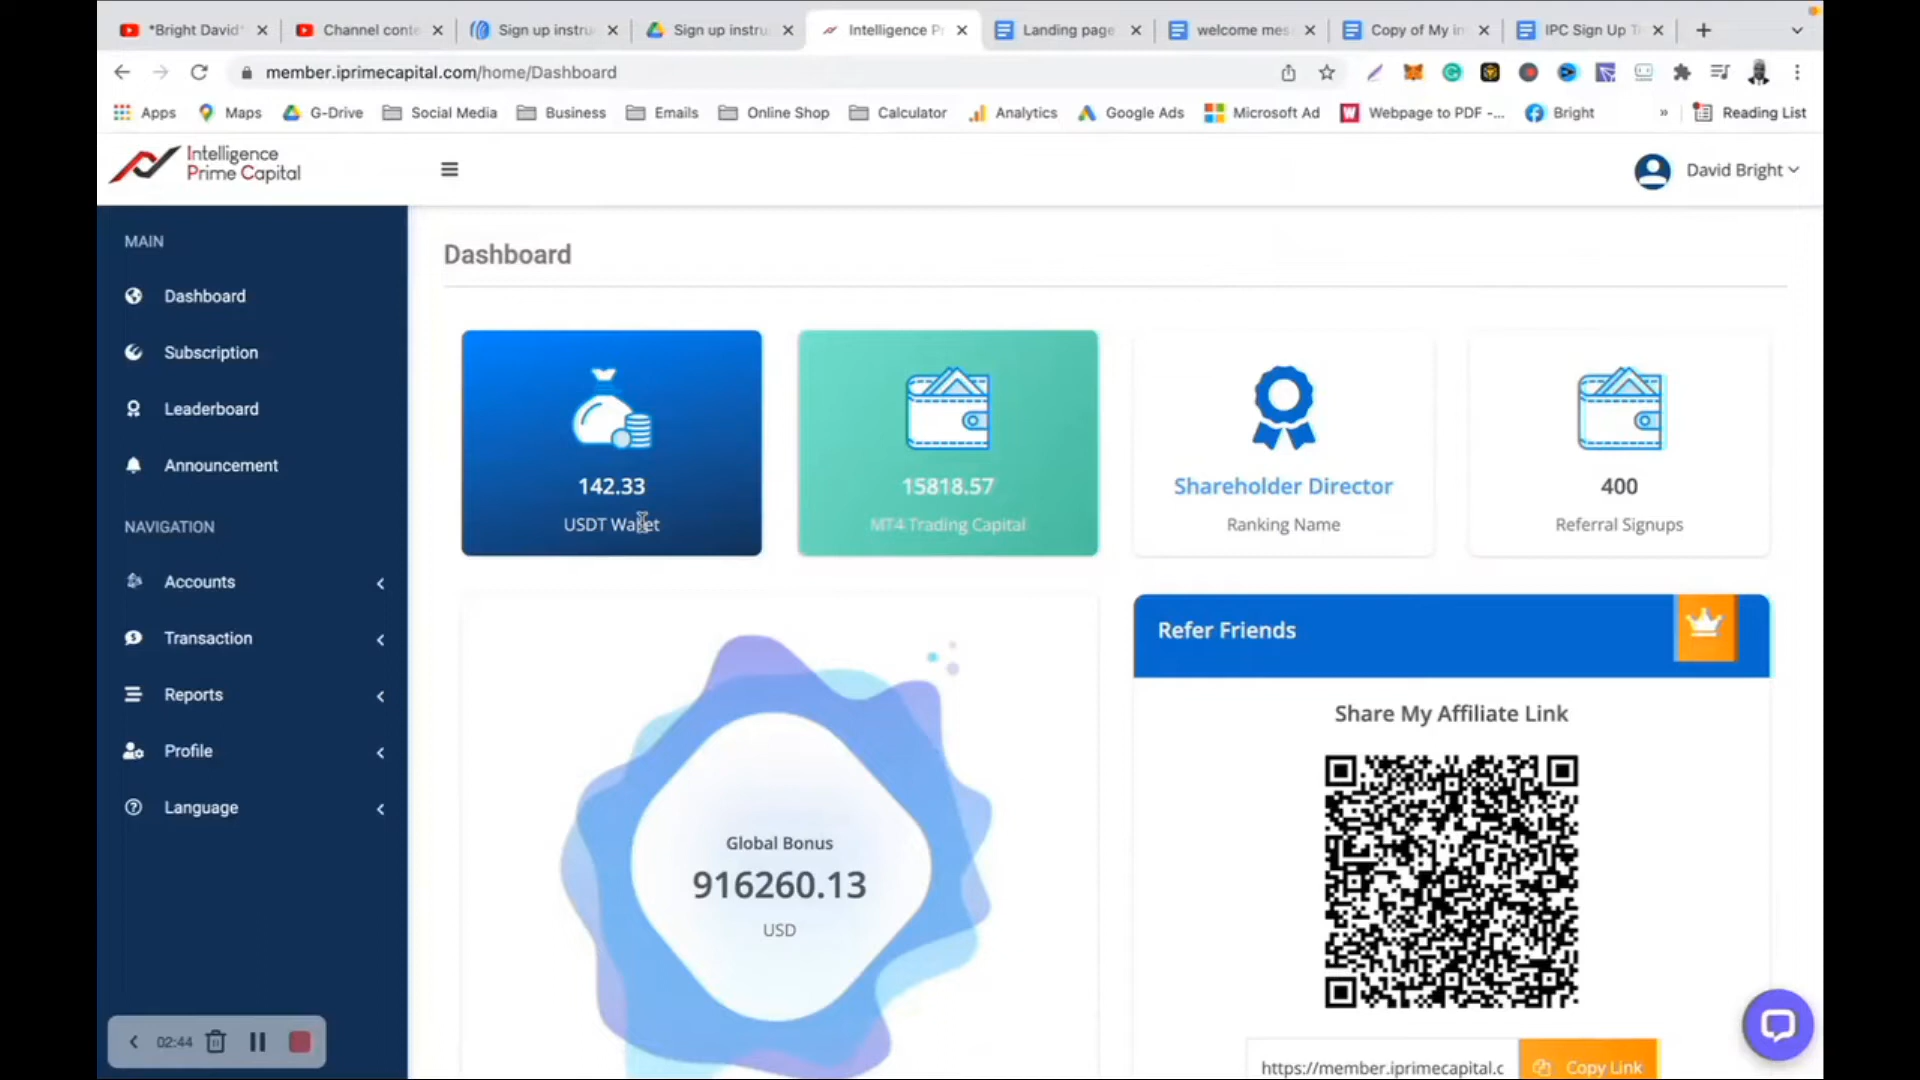 *Bright David'
Channel conte
Sign up instru
Sign up instru
Intelligence Pr
Landing page
welcome mes
Copy of My in
IPC Sign Up T
member.iprimecapital.com/home/Dashboard
Apps
Maps
G-Drive
Social Media
Business
Emails
Online Shop
Calculator
Analytics
Google Ads
Microsoft Ad
Webpage to PDF -...
Bright
»
Reading List
Intelligence
Prime Capital
David Bright
MAIN
Dashboard
Subscription
Leaderboard
Announcement
NAVIGATION
Accounts
Transaction
Reports
Profile
Language
02:44
Dashboard
142.33
USDT Wallet
15818.57
MT4 Trading Capital
Shareholder Director
Ranking Name
400
Referral Signups
Global Bonus
916260.13
USD
Refer Friends
Share My Affiliate Link
https://member.iprimecapital.c
Copy Link